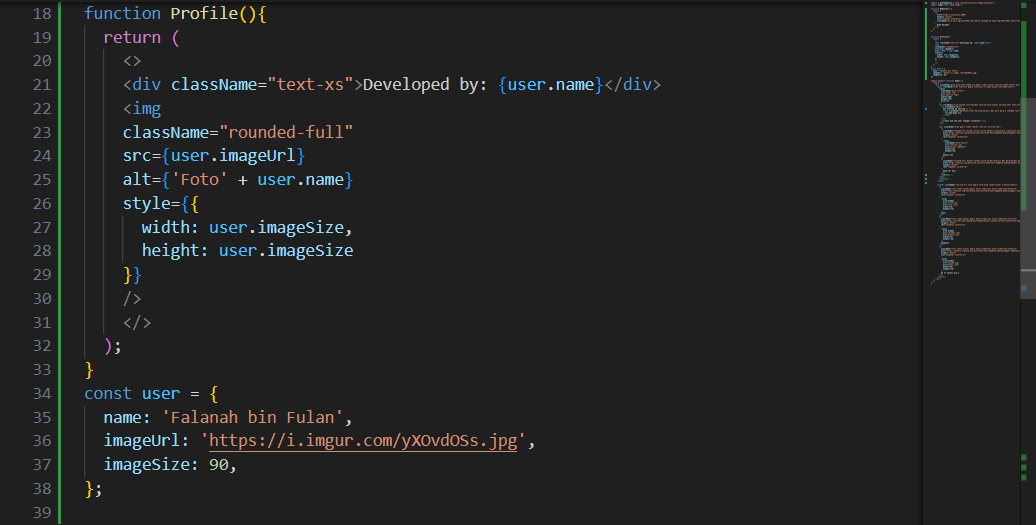 18 function Profile(){
19   return (
20     <>
21     <div className="text-xs">Developed by: {user.name}</div>
22     <img
23     className="rounded-full"
24     src={user.imageUrl}
25     alt={'Foto' + user.name}
26     style={{
27       width: user.imageSize,
28       height: user.imageSize
29     }}
30     />
31     </>
32   );
33 }
34 const user = {
35   name: 'Falanah bin Fulan',
36   imageUrl: 'https://i.imgur.com/yXOvdOSs.jpg',
37   imageSize: 90,
38 };
39